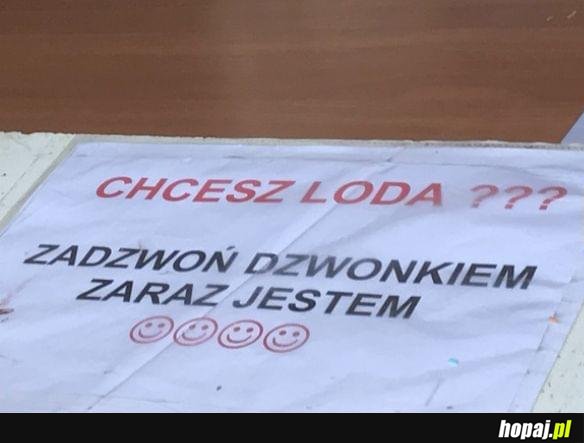 CHCESZ LODA ???
ZADZWOŃ DZWONKIEM
ZARAZ JESTEM
hopaj.pl